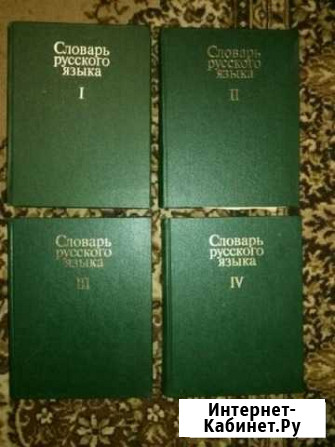 Словарь
русского
языка
I
Словарь
русского
языка
II
Словарь
русского
языка
III
Словарь
русского
языка
IV
Интернет-
Кабинет.Ру